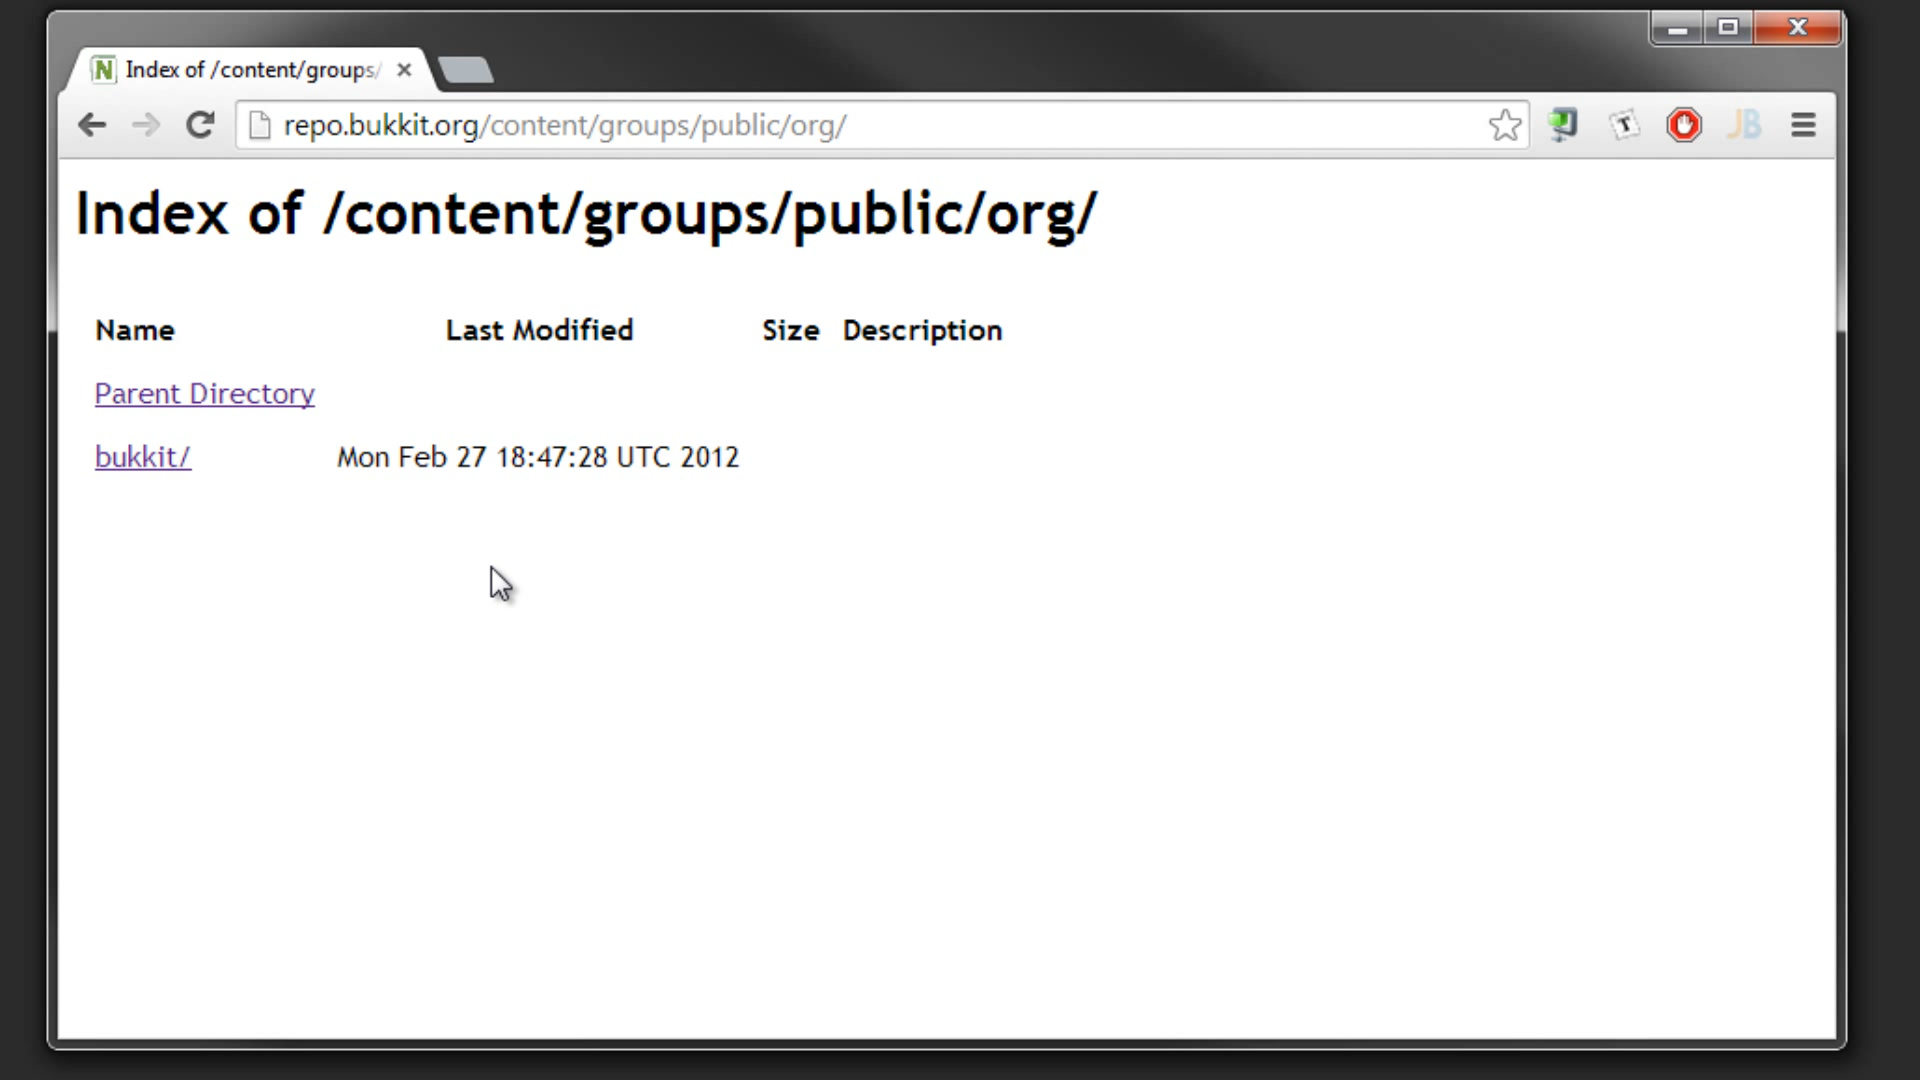 Index of /content/groups/
repo.bukkit.org/content/groups/public/org/
Index of /content/groups/public/org/
Name Last Modified Size Description
Parent Directory
bukkit/ Mon Feb 27 18:47:28 UTC 2012